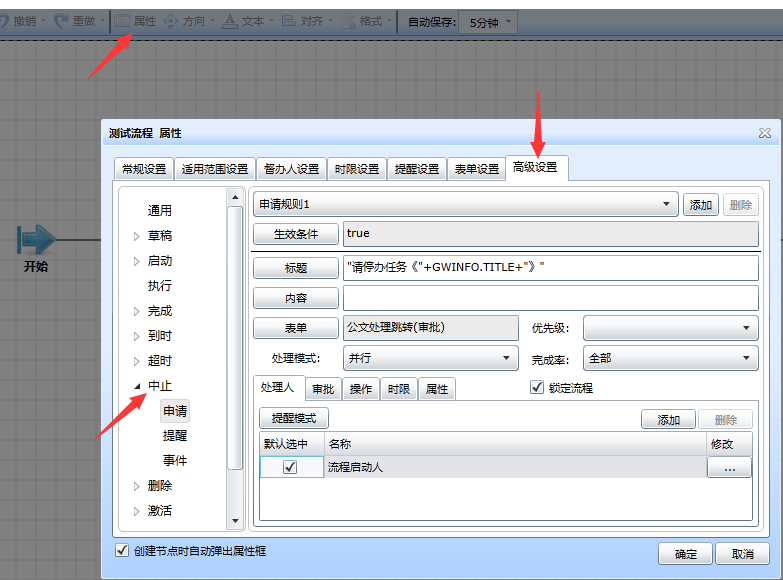 撤销 重做 属性 方向 文本 对齐 格式 自动保存: 5分钟
测试流程 属性
常规设置 适用范围设置 督办人设置 时限设置 提醒设置 表单设置 高级设置
通用
草稿
启动
执行
完成
到时
超时
中止
申请
提醒
事件
删除
激活
开始
申请规则1 添加 删除
生效条件 true
标题 "请停办任务《"+GWINFO.TITLE+"》"
内容
表单 公文处理跳转(审批) 优先级:
处理模式: 并行 完成率: 全部
处理人 审批 操作 时限 属性 锁定流程
提醒模式 添加 删除
默认选中 名称 修改
流程启动人 ...
创建节点时自动弹出属性框
确定 取消